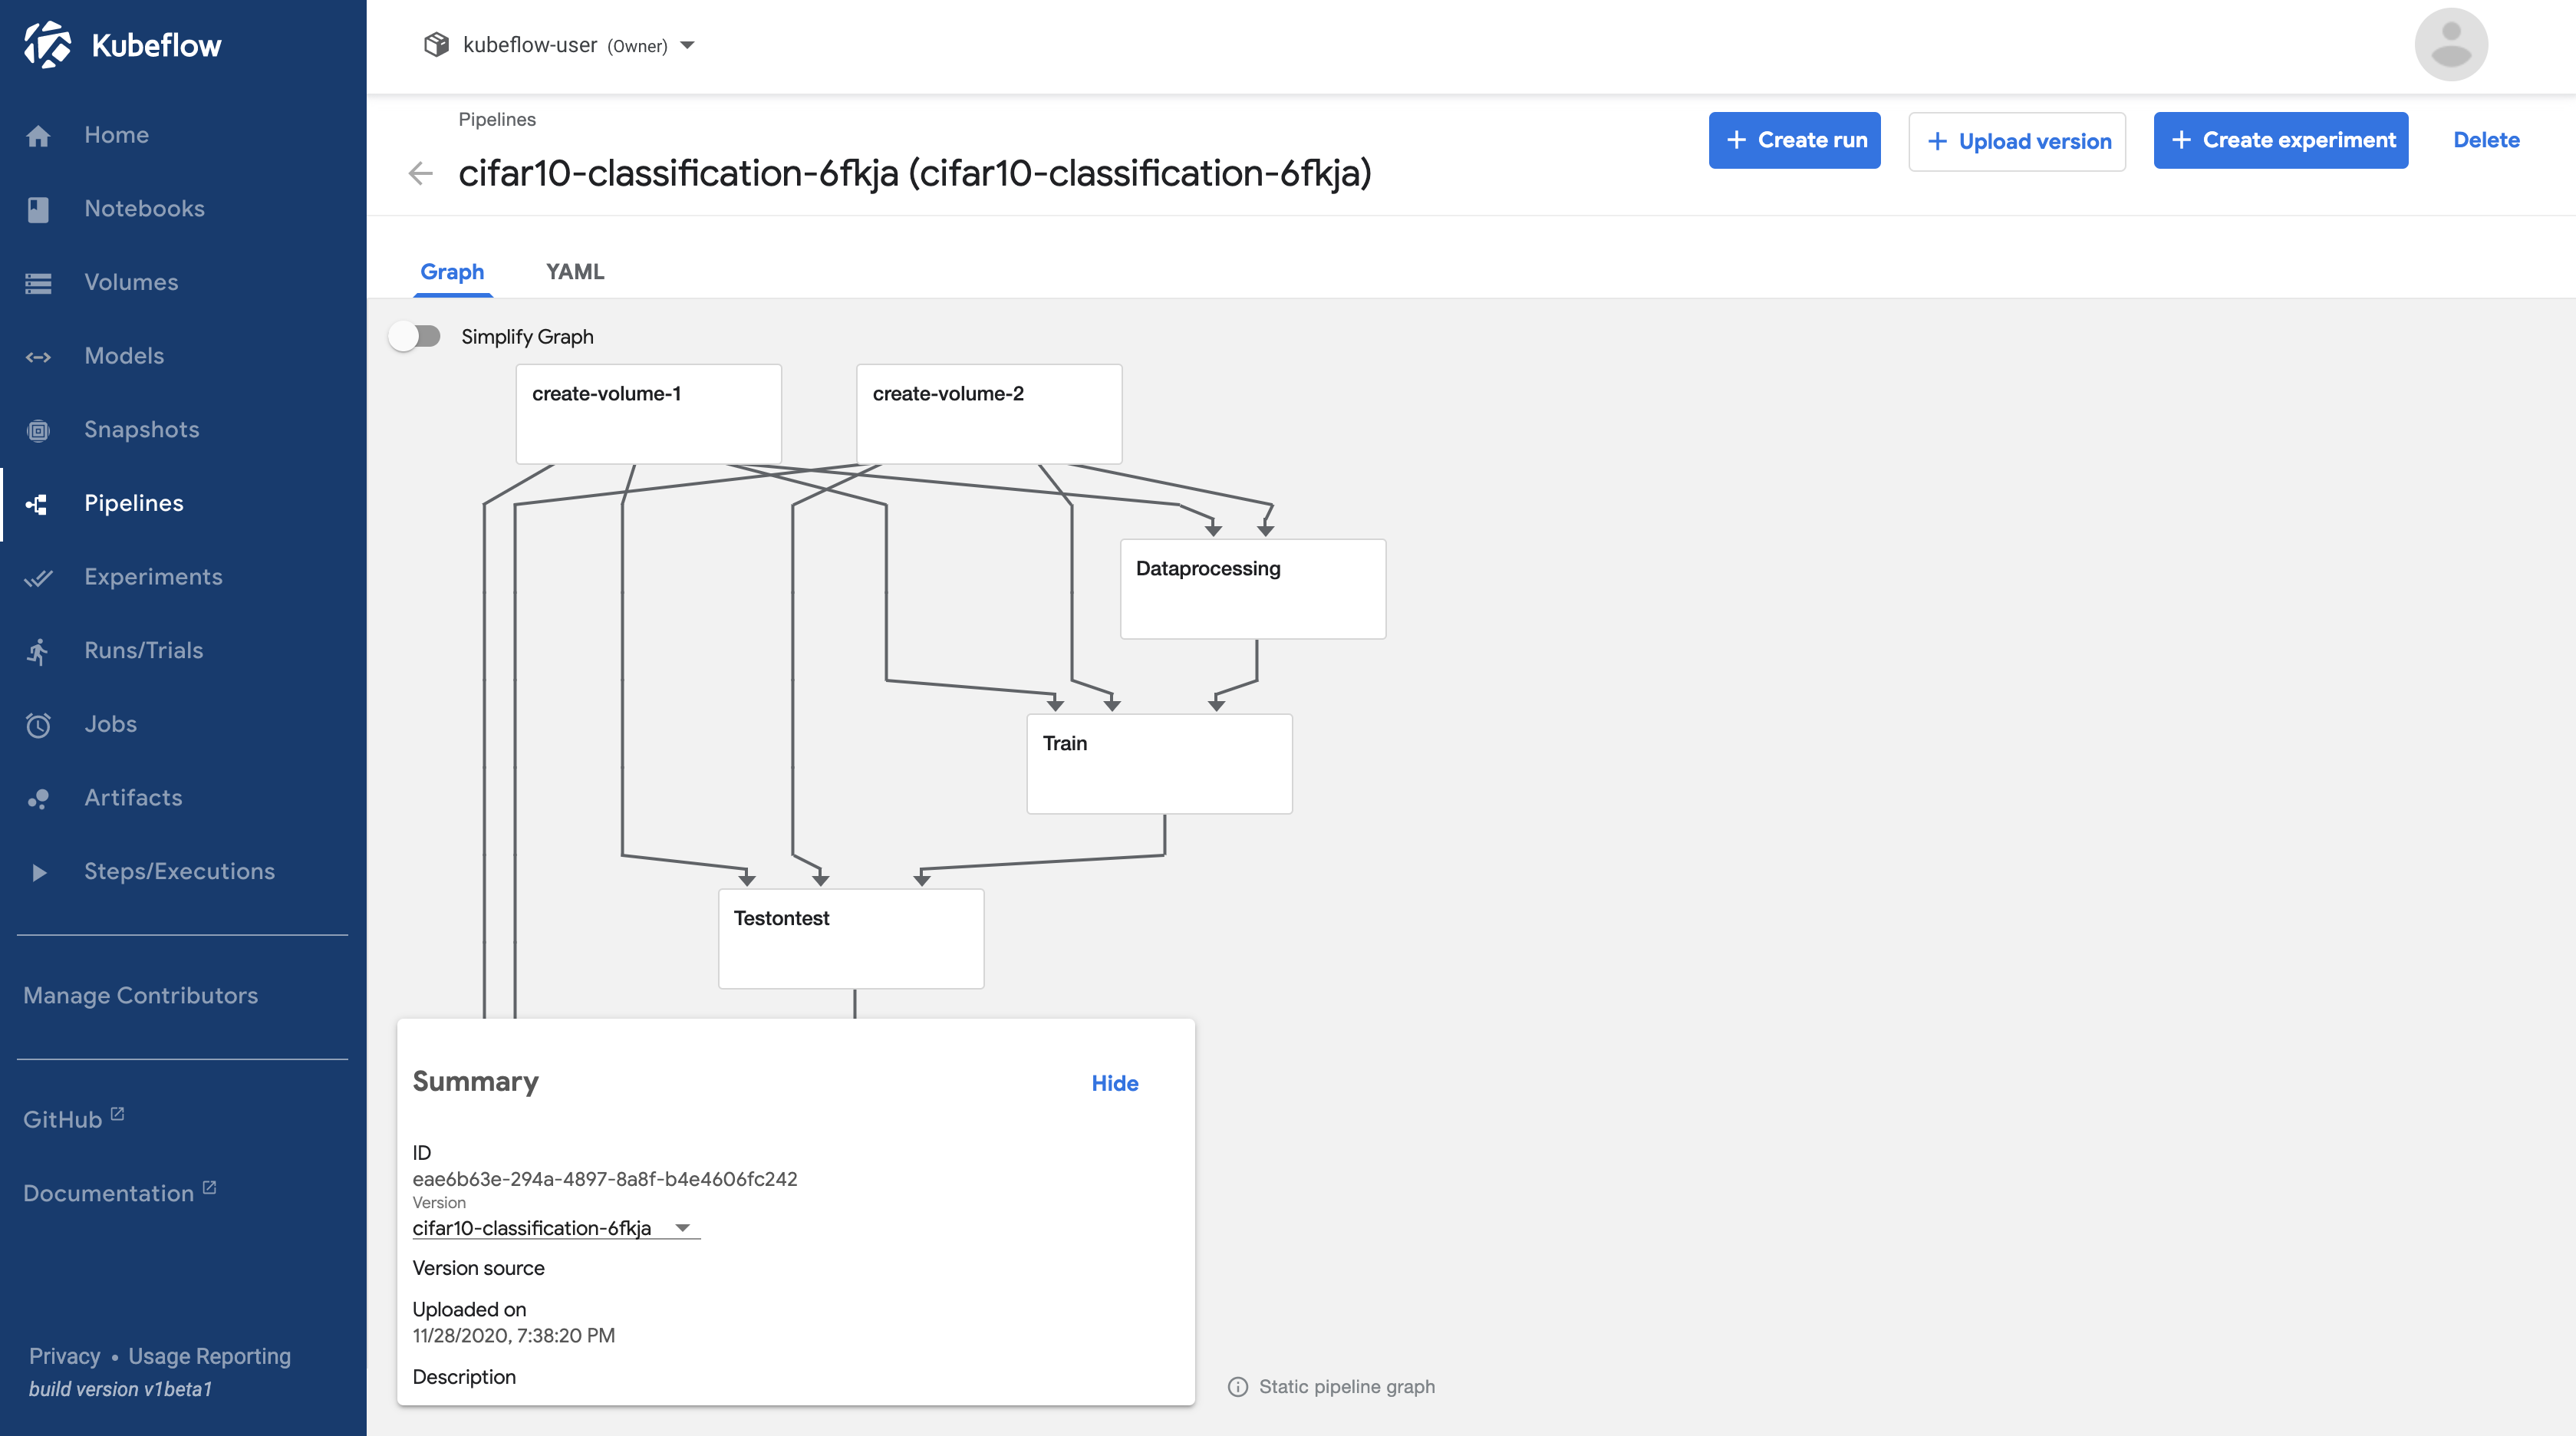 Kubeflow
Home
Notebooks
Volumes
Models
Snapshots
Pipelines
Experiments
Runs/Trials
Jobs
Artifacts
Steps/Executions
Manage Contributors
GitHub
Documentation
Privacy • Usage Reporting
build version v1beta1
kubeflow-user (Owner)
Pipelines
cifar10-classification-6fkja (cifar10-classification-6fkja)
+ Create run
+ Upload version
+ Create experiment
Delete
Graph
YAML
Simplify Graph
create-volume-1
create-volume-2
Dataprocessing
Train
Testontest
Summary
Hide
ID
eae6b63e-294a-4897-8a8f-b4e4606fc242
Version
cifar10-classification-6fkja
Version source
Uploaded on
11/28/2020, 7:38:20 PM
Description
Static pipeline graph